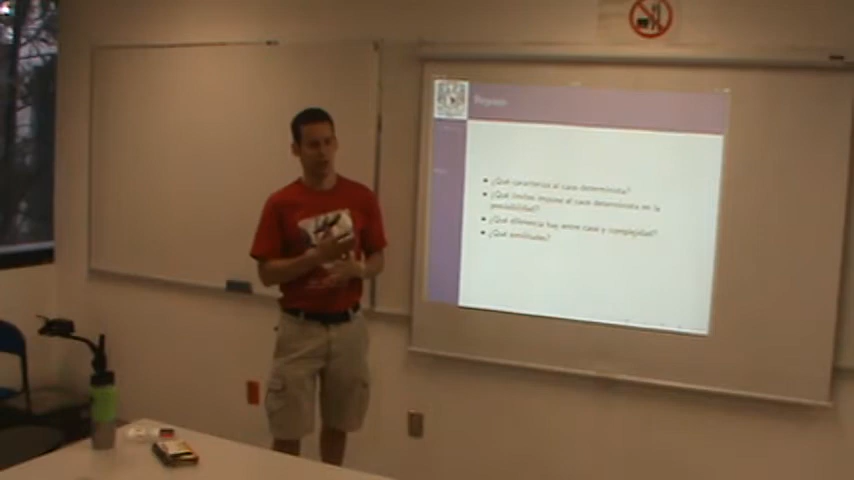 Repaso
¿Qué caracteriza al caos determinista?
¿Qué límites impone el caos determinista en la
posibilidad?
¿Qué diferencia hay entre caos y complejidad?
¿Qué similitudes?